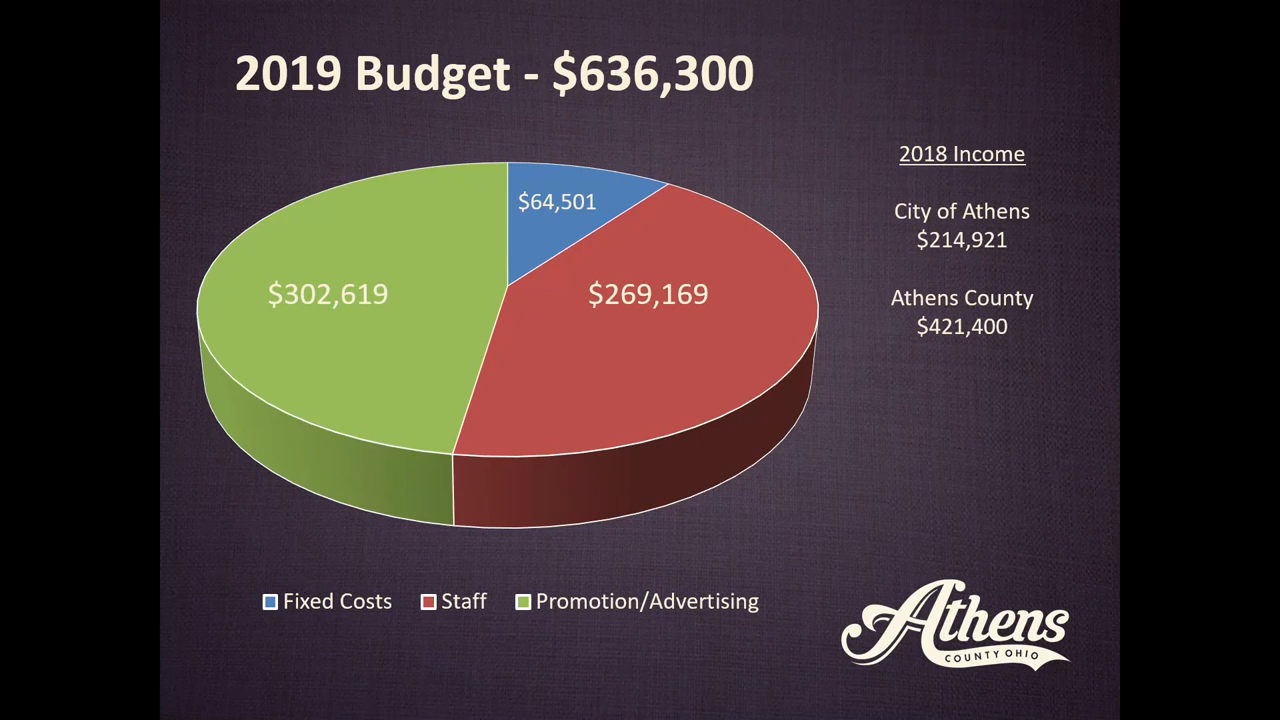 2019 Budget - $636,300
2018 Income
City of Athens
$214,921
Athens County
$421,400
$64,501
$302,619
$269,169
Fixed Costs
Staff
Promotion/Advertising
Athens
COUNTY OHIO